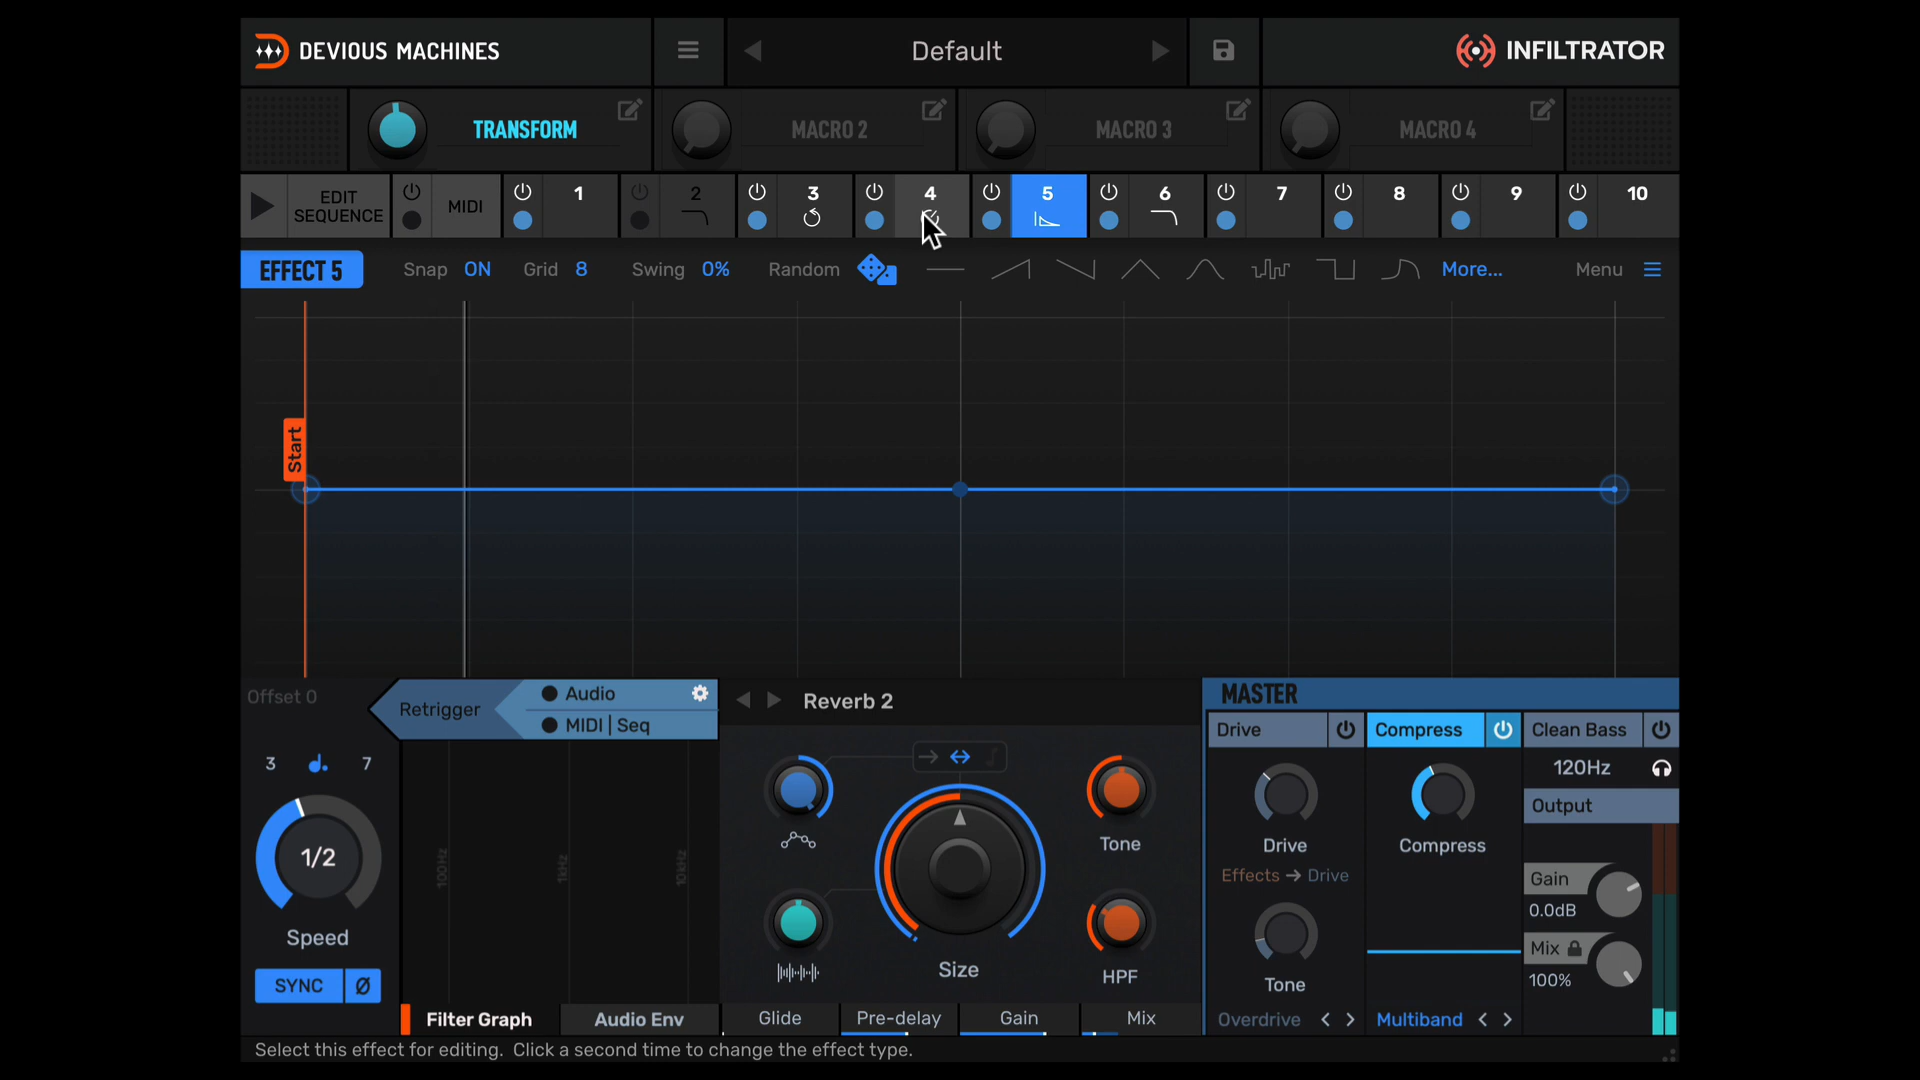 DEVIOUS MACHINES
Default
INFILTRATOR
TRANSFORM
MACRO 2
MACRO 3
MACRO 4
EDIT
SEQUENCE
MIDI
1
2
3
4
5
6
7
8
9
10
EFFECT 5
Snap ON
Grid 8
Swing 0%
Random
More...
Menu
Start
Offset 0
Retrigger
Audio
MIDI | Seq
Reverb 2
MASTER
Drive
Compress
Clean Bass
3
7
120Hz
Output
1/2
Speed
SYNC
Ø
100Hz
1kHz
10kHz
Tone
Size
HPF
Drive
Effects → Drive
Tone
Compress
Gain
0.0dB
Mix
100%
Filter Graph
Audio Env
Glide
Pre-delay
Gain
Mix
Overdrive
Multiband
Select this effect for editing. Click a second time to change the effect type.